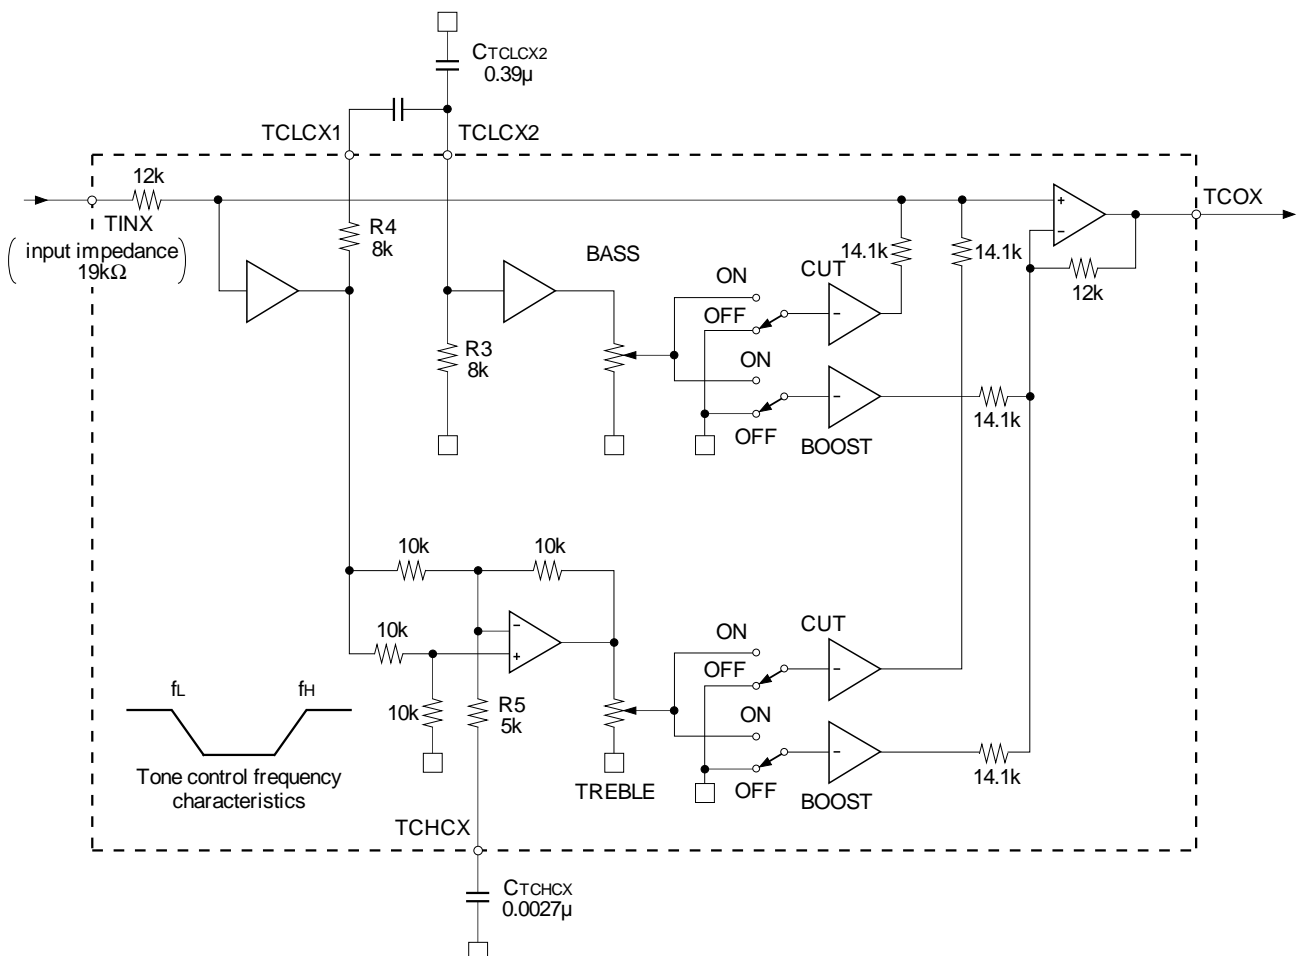 CTCLCX2
0.39µ
TCLCX1
TCLCX2
12k
TINX
( input impedance
19kΩ )
R4
8k
R3
8k
BASS
ON
OFF
CUT
14.1k
14.1k
TCOX
12k
ON
OFF
BOOST
14.1k
10k
10k
10k
10k
R5
5k
ON
OFF
CUT
ON
OFF
BOOST
14.1k
TREBLE
fL
fH
Tone control frequency
characteristics
TCHCX
CTCHCX
0.0027µ